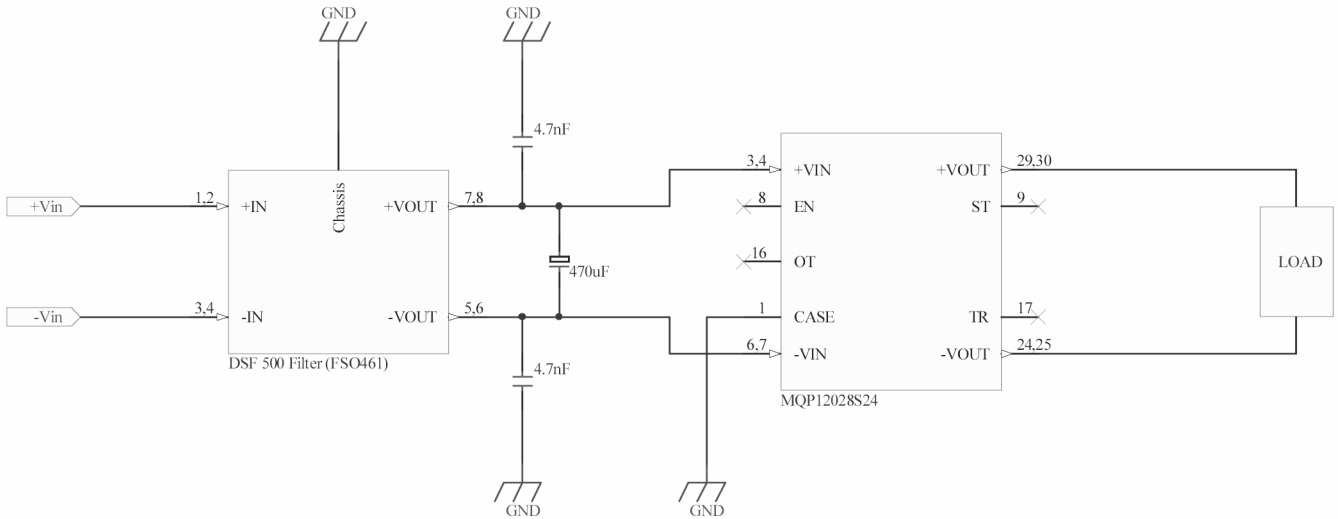 GND
GND
4.7nF
Chassis
+Vin
1,2
+IN
+VOUT
7,8
470uF
-Vin
3,4
-IN
-VOUT
5,6
DSF 500 Filter (FSO461)
4.7nF
GND
3,4
+VIN
+VOUT
29,30
8
EN
ST
9
16
OT
1
CASE
TR
17
6,7
-VIN
-VOUT
24,25
MQP12028S24
GND
LOAD